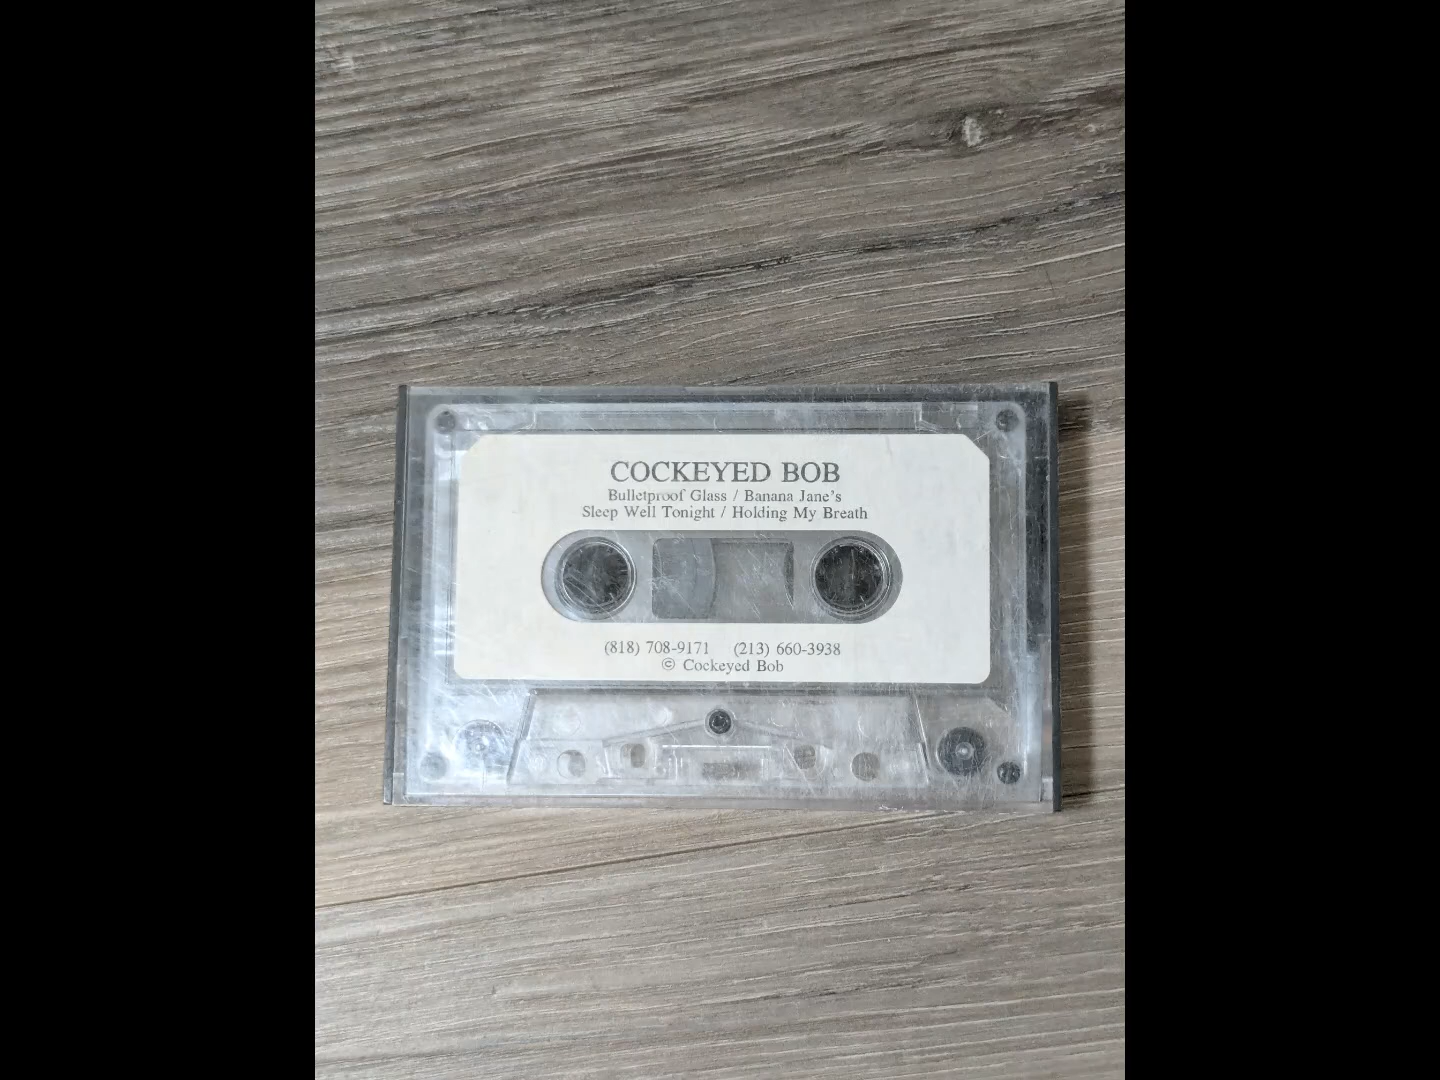 COCKEYED BOB
Bulletproof Glass / Banana Jane's
Sleep Well Tonight / Holding My Breath
(818) 708-9171 (213) 660-3938
© Cockeyed Bob